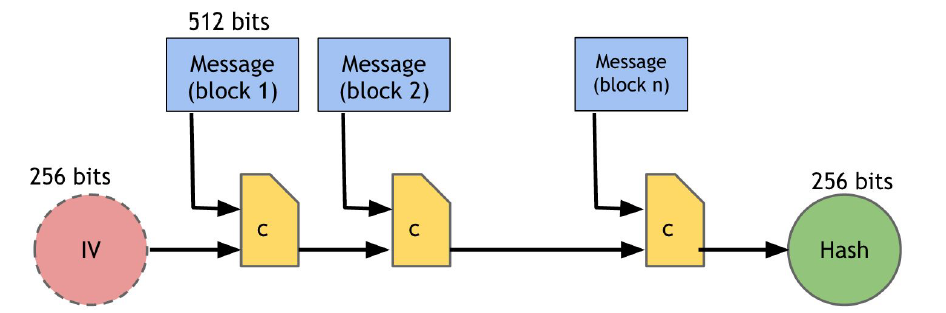 512 bits
Message
(block 1)
Message
(block 2)
Message
(block n)
256 bits
IV
c
c
c
256 bits
Hash